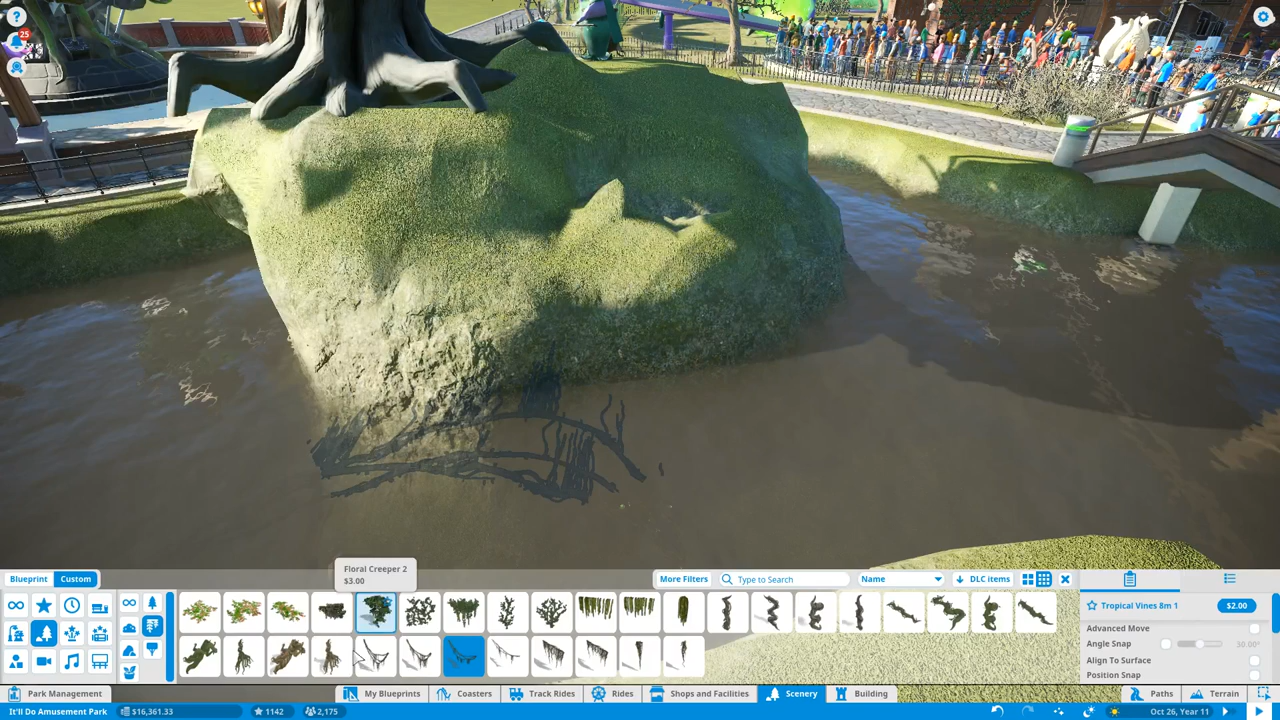 25
Floral Creeper 2
$3.00
Blueprint
Custom
More Filters
Type to Search
Name
DLC items
Tropical Vines 8m 1
$2.00
Advanced Move
Angle Snap
30.00°
Align To Surface
Position Snap
Park Management
My Blueprints
Coasters
Track Rides
Rides
Shops and Facilities
Scenery
Building
Paths
Terrain
It'll Do Amusement Park
$16,361.33
1142
2,175
Oct 26, Year 11